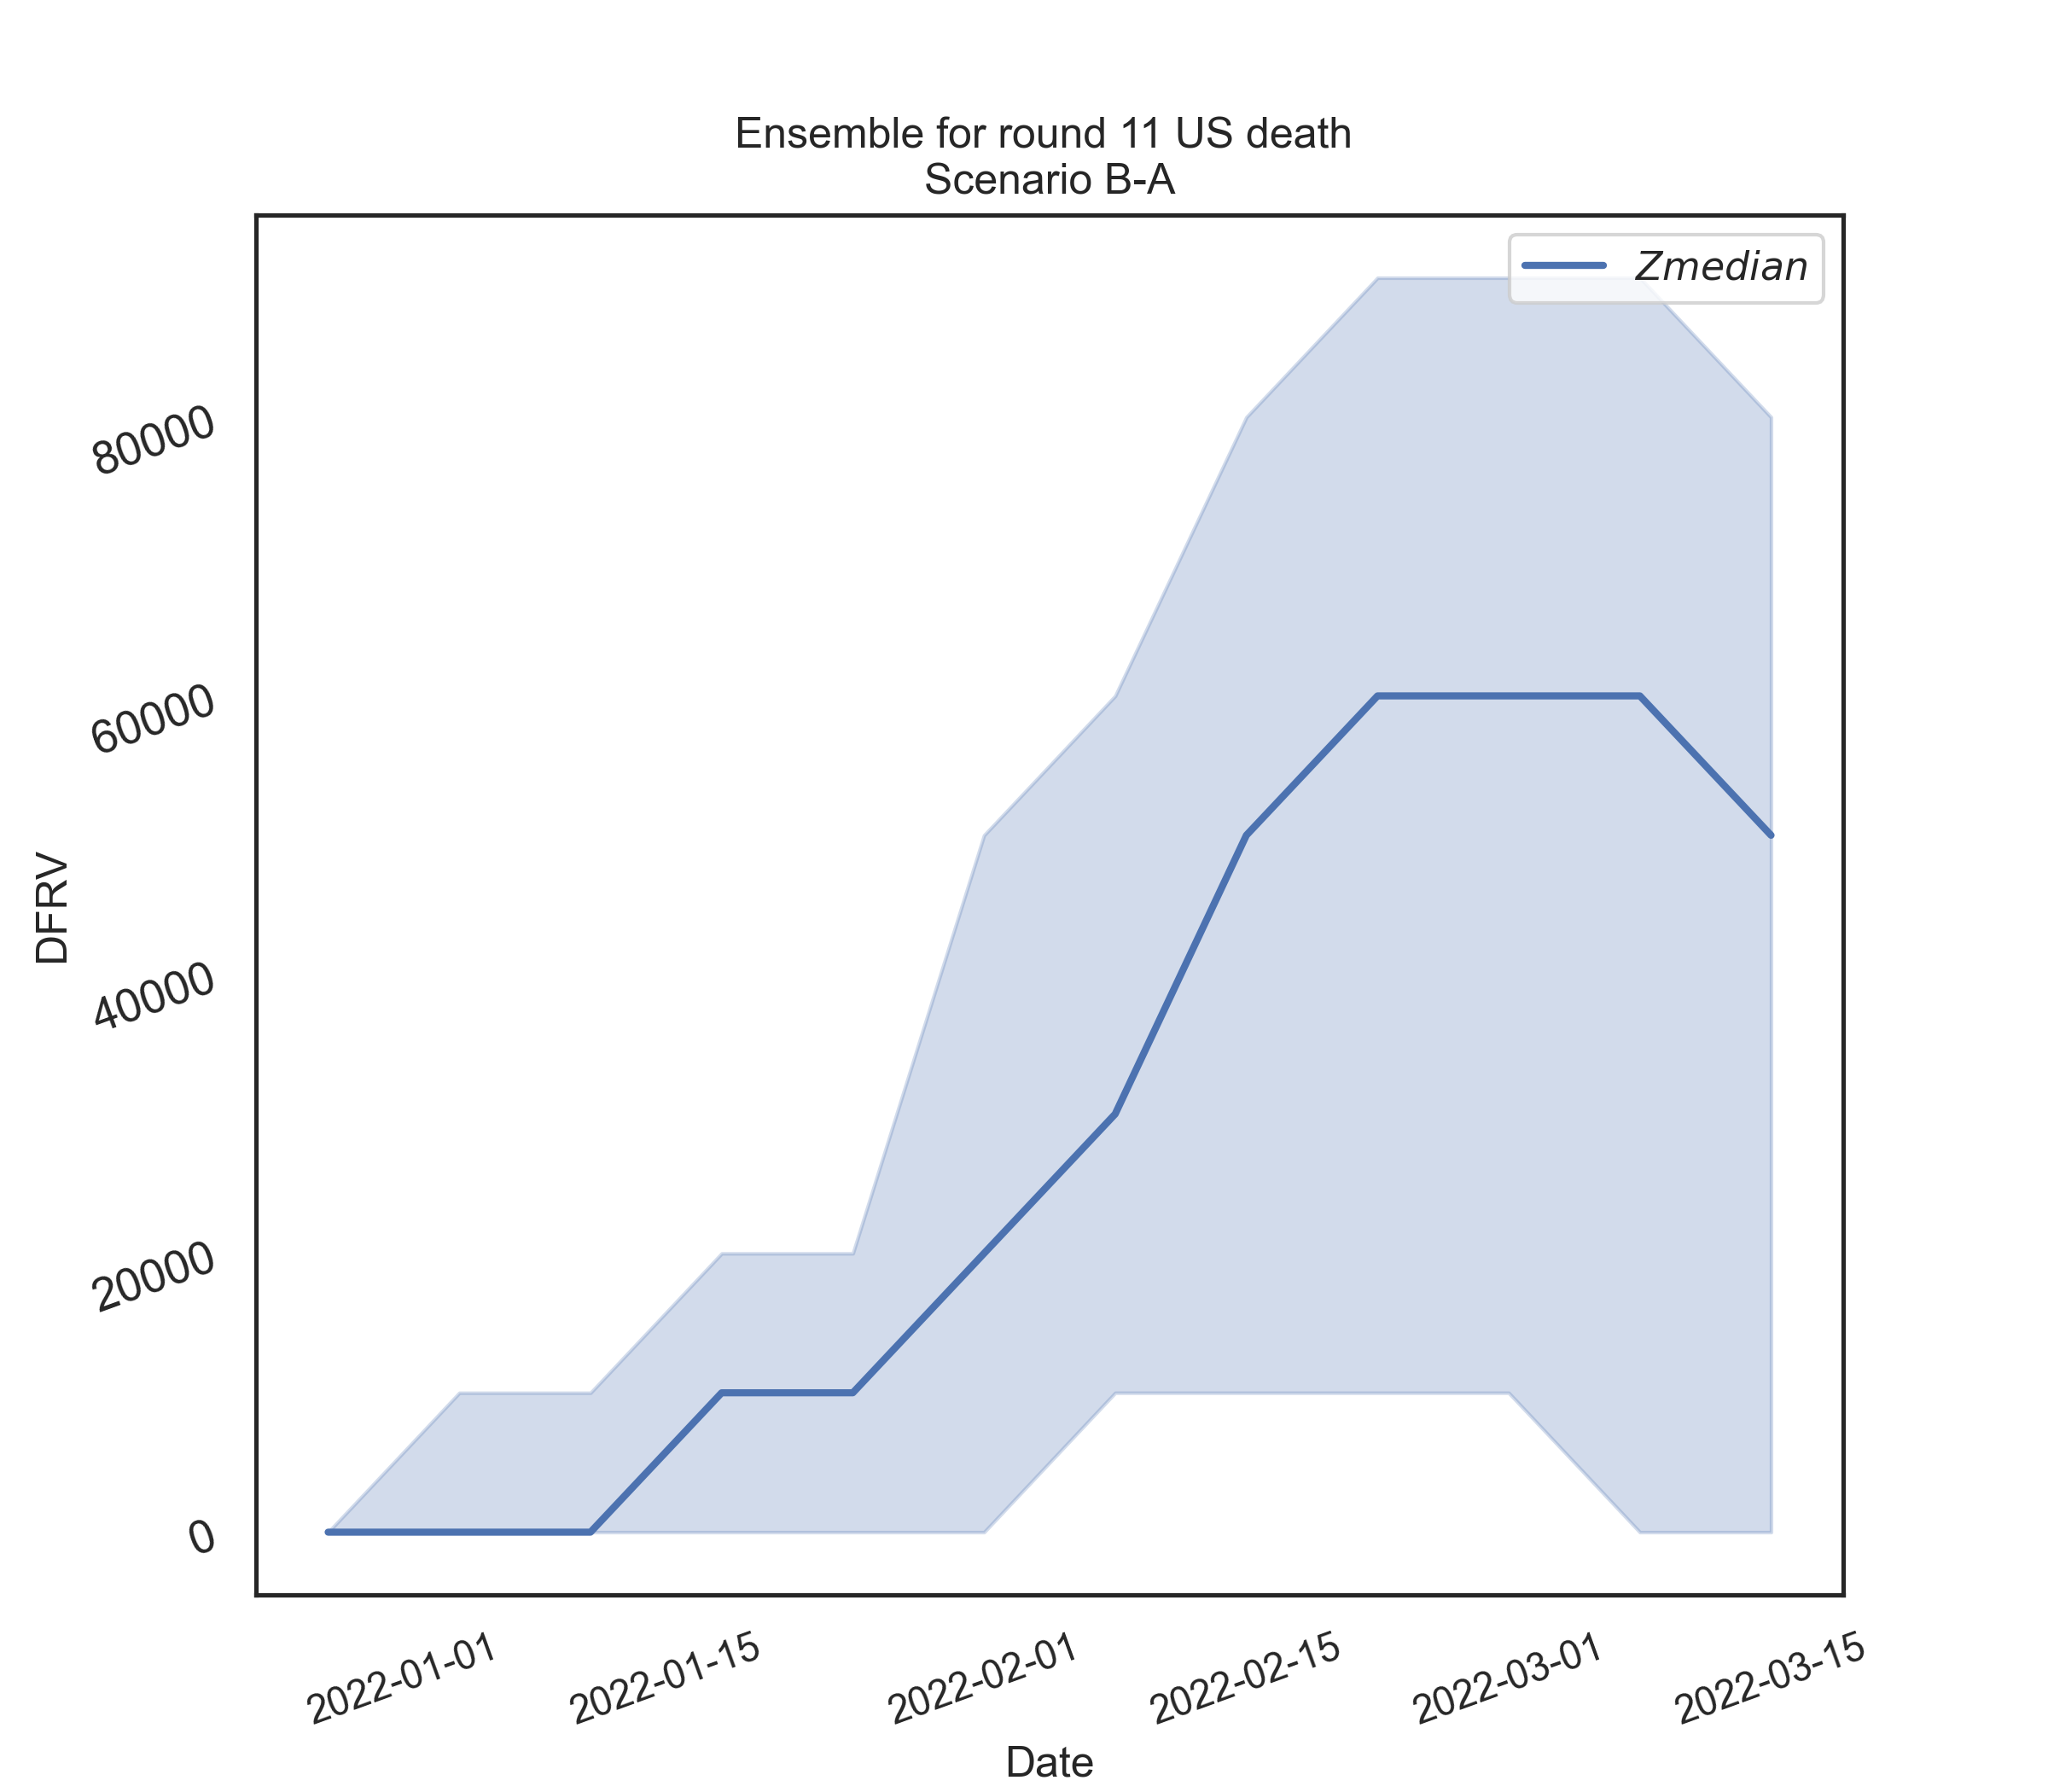 Ensemble for round 11 US death
Scenario B-A
Zmedian
DFRV
80000
60000
40000
20000
0
2022-01-01
2022-01-15
2022-02-01
2022-02-15
2022-03-01
2022-03-15
Date